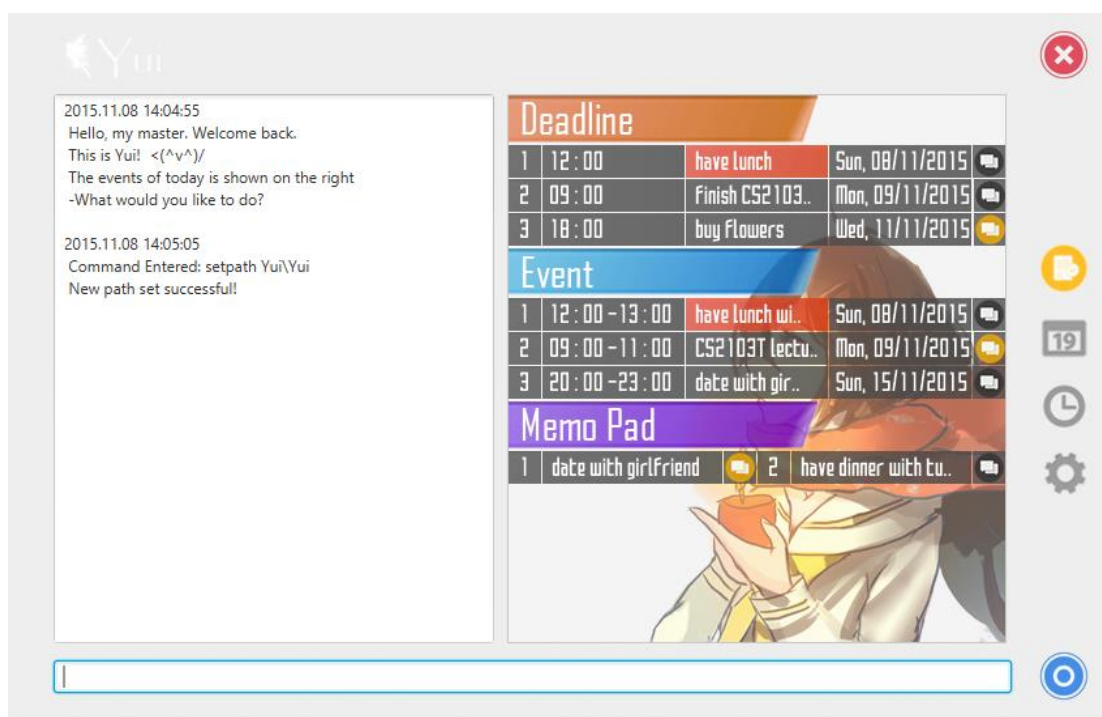 Yui
2015.11.08 14:04:55
Hello, my master. Welcome back.
This is Yui! <(^v^)/
The events of today is shown on the right
-What would you like to do?
2015.11.08 14:05:05
Command Entered: setpath Yui\Yui
New path set successful!
Deadline
1 12:00 have lunch Sun, 08/11/2015
2 09:00 finish CS2103.. Mon, 09/11/2015
3 18:00 buy flowers Wed, 11/11/2015
Event
1 12:00-13:00 have lunch wi.. Sun, 08/11/2015
2 09:00-11:00 CS2103T lectu.. Mon, 09/11/2015
3 20:00-23:00 date with gir.. Sun, 15/11/2015
Memo Pad
1 date with girlfriend 2 have dinner with tu..
19